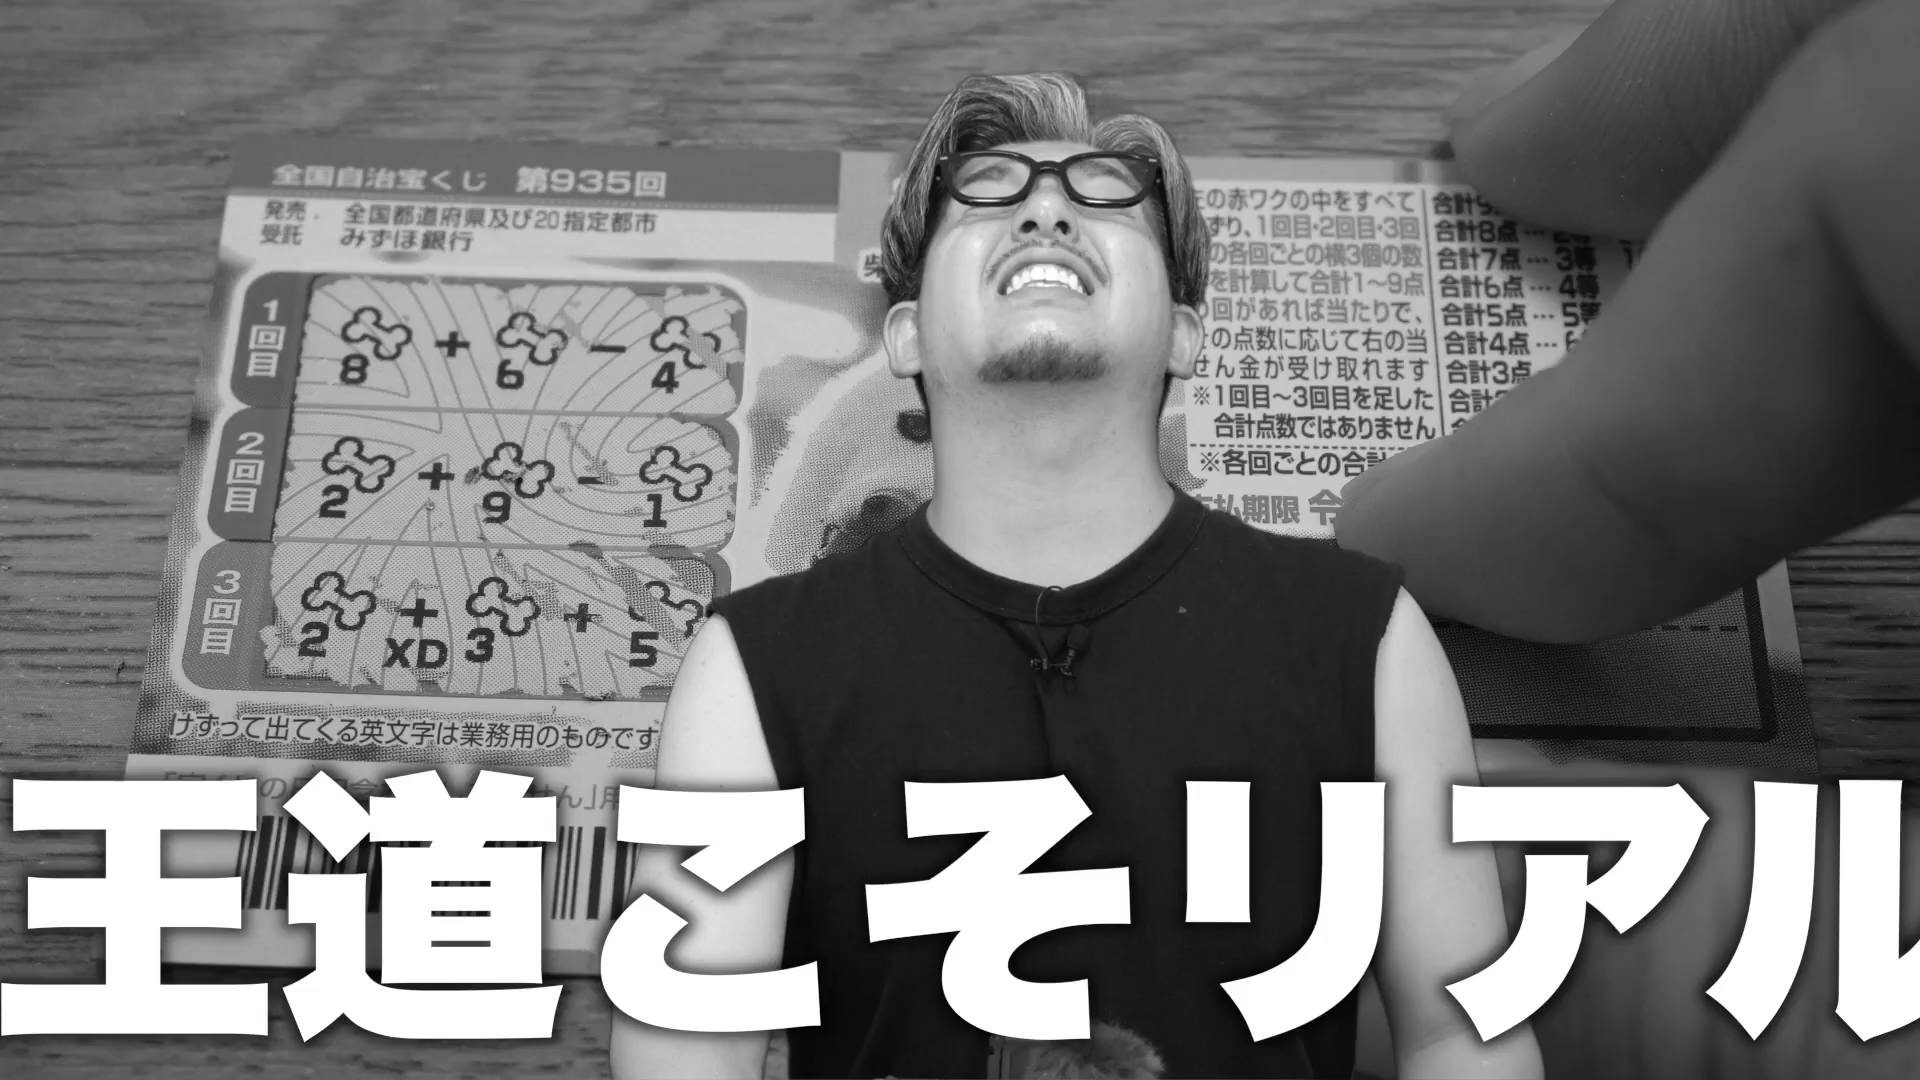 全国自治宝くじ 第935回
発売 全国都道府県及び20指定都市
受託 みずほ銀行
1回目
8 + 6 - 4
2回目
2 + 9 - 1
3回目
2 + XD 3 + 5
けずって出てくる英文字は業務用のものです
柴
の赤ワクの中をすべて
ずり、1回目・2回目・3回
の各回ごとの横3個の数
を計算して合計1〜9点
回があれば当たりで、
の点数に応じて右の当
せん金が受け取れます
※1回目〜3回目を足した
合計点数ではありません
※各回ごとの合計
払期限 令
合計9
合計8点
合計7点 … 3等
合計6点 … 4等
合計5点 … 5等
合計4点 … 6
合計3点
合計
王道こそリアル